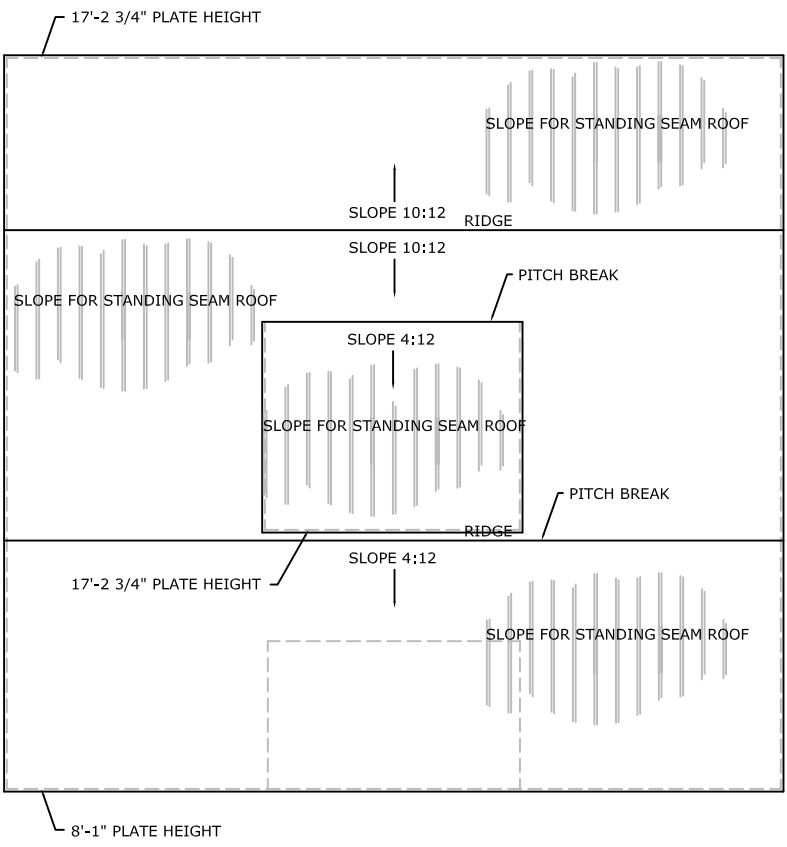 17'-2 3/4" PLATE HEIGHT
SLOPE FOR STANDING SEAM ROOF
SLOPE 10:12
RIDGE
SLOPE 10:12
PITCH BREAK
SLOPE FOR STANDING SEAM ROOF
SLOPE 4:12
SLOPE FOR STANDING SEAM ROOF
PITCH BREAK
RIDGE
SLOPE 4:12
17'-2 3/4" PLATE HEIGHT
SLOPE FOR STANDING SEAM ROOF
8'-1" PLATE HEIGHT